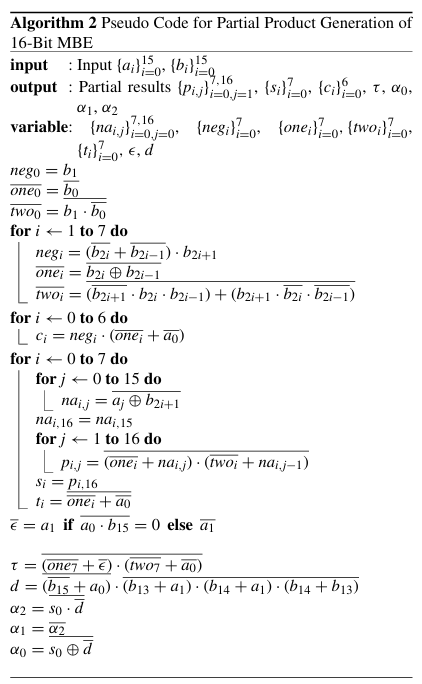 Algorithm 2 Pseudo Code for Partial Product Generation of
16-Bit MBE
input : Input $\{a_i\}_{i=0}^{15}, \{b_i\}_{i=0}^{15}$
output : Partial results $\{p_{i,j}\}_{i=0,j=1}^{7,16}$, $\{s_i\}_{i=0}^{7}$, $\{c_i\}_{i=0}^{6}$, $\tau$, $\alpha_0$,
$\alpha_1, \alpha_2$
variable: $\{na_{i,j}\}_{i=0,j=0}^{7,16}$, $\{neg_i\}_{i=0}^{7}$, $\{one_i\}_{i=0}^{7}$, $\{two_i\}_{i=0}^{7}$,
$\{t_i\}_{i=0}^{7}, \epsilon, d$
$neg_0 = b_1$
$\overline{one_0} = \overline{b_0}$
$\overline{two_0} = \overline{b_1 \cdot \overline{b_0}}$
for $i \leftarrow 1$ to 7 do
$neg_i = (\overline{b_{2i}} + \overline{b_{2i-1}}) \cdot b_{2i+1}$
$\overline{one_i} = \overline{b_{2i} \oplus b_{2i-1}}$
$\overline{two_i} = \overline{(\overline{b_{2i+1}} \cdot b_{2i} \cdot b_{2i-1}) + (b_{2i+1} \cdot \overline{b_{2i}} \cdot \overline{b_{2i-1}})}$
for $i \leftarrow 0$ to 6 do
$c_i = neg_i \cdot (\overline{one_i} + \overline{a_0})$
for $i \leftarrow 0$ to 7 do
for $j \leftarrow 0$ to 15 do
$na_{i,j} = \overline{a_j \oplus b_{2i+1}}$
$na_{i,16} = na_{i,15}$
for $j \leftarrow 1$ to 16 do
$p_{i,j} = \overline{(\overline{one_i} + na_{i,j}) \cdot (\overline{two_i} + na_{i,j-1})}$
$s_i = p_{i,16}$
$t_i = \overline{\overline{one_i} + \overline{a_0}}$
$\overline{\epsilon} = a_1$ if $\overline{a_0 \cdot b_{15}} = 0$ else $\overline{a_1}$
$\tau = \overline{(\overline{one_7} + \overline{\epsilon}) \cdot (\overline{two_7} + \overline{a_0})}$
$d = \overline{(\overline{b_{15}} + a_0) \cdot \overline{(b_{13} + a_1) \cdot (b_{14} + a_1) \cdot (b_{14} + b_{13})}}$
$\alpha_2 = s_0 \cdot \overline{d}$
$\alpha_1 = \overline{\alpha_2}$
$\alpha_0 = \overline{s_0 \oplus \overline{d}}$